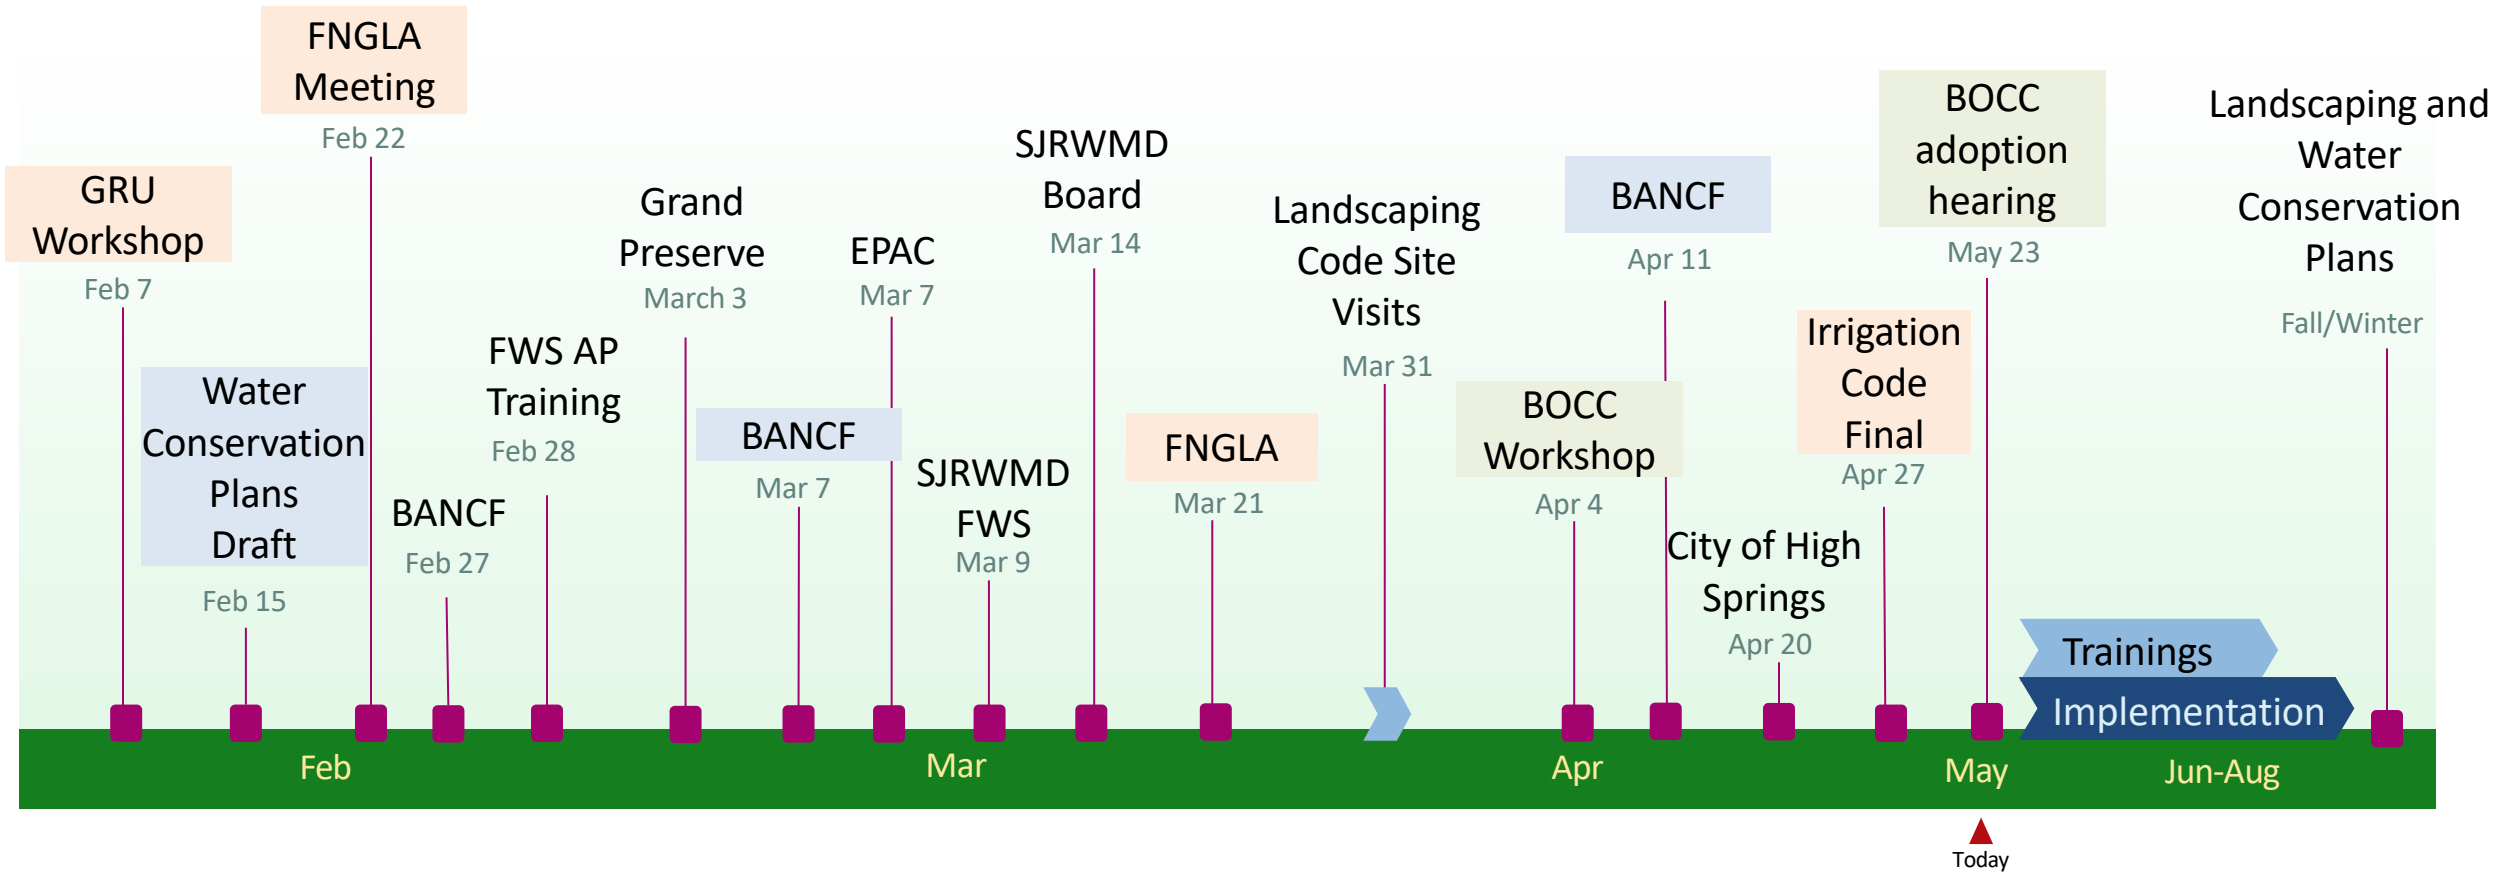 FNGLA
Meeting
Feb 22
GRU
Workshop
Feb 7
Water
Conservation
Plans
Draft
Feb 15
BANCF
Feb 27
FWS AP
Training
Feb 28
Grand
Preserve
March 3
BANCF
Mar 7
EPAC
Mar 7
SJRWMD
FWS
Mar 9
SJRWMD
Board
Mar 14
FNGLA
Mar 21
Landscaping
Code Site
Visits
Mar 31
BOCC
Workshop
Apr 4
BANCF
Apr 11
City of High
Springs
Apr 20
Irrigation
Code
Final
Apr 27
BOCC
adoption
hearing
May 23
Landscaping and
Water
Conservation
Plans
Fall/Winter
Trainings
Implementation
Feb
Mar
Apr
May
Jun-Aug
Today